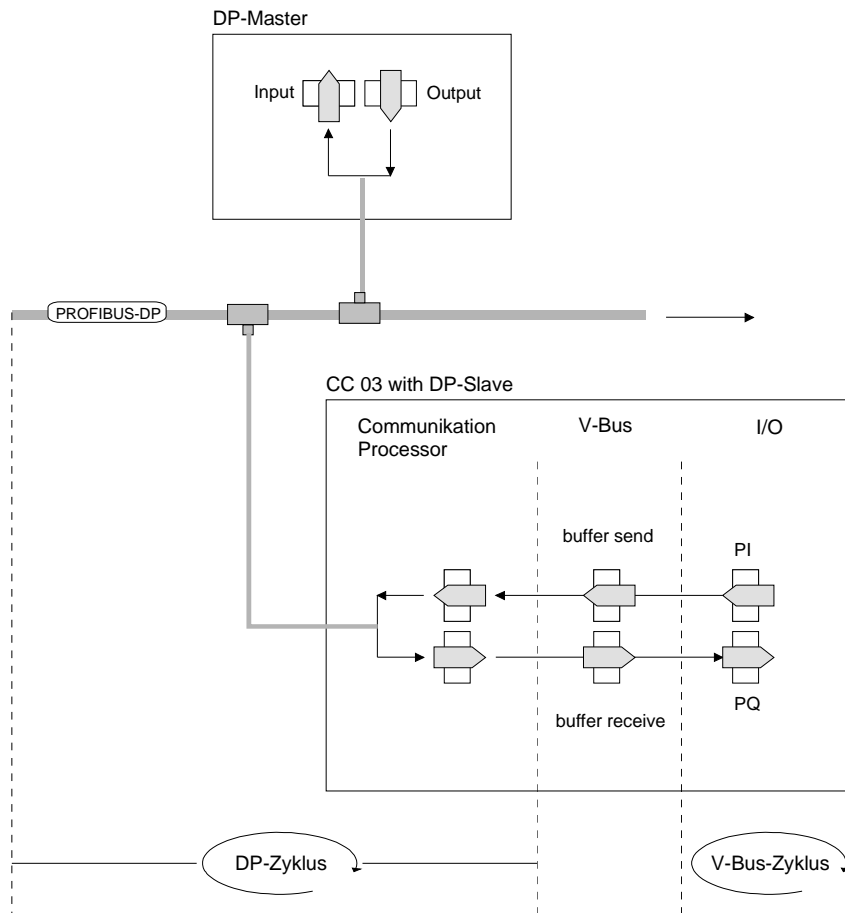 DP-Master
Input
Output
PROFIBUS-DP
CC 03 with DP-Slave
Communikation
Processor
V-Bus
I/O
buffer send
PI
buffer receive
PQ
DP-Zyklus
V-Bus-Zyklus